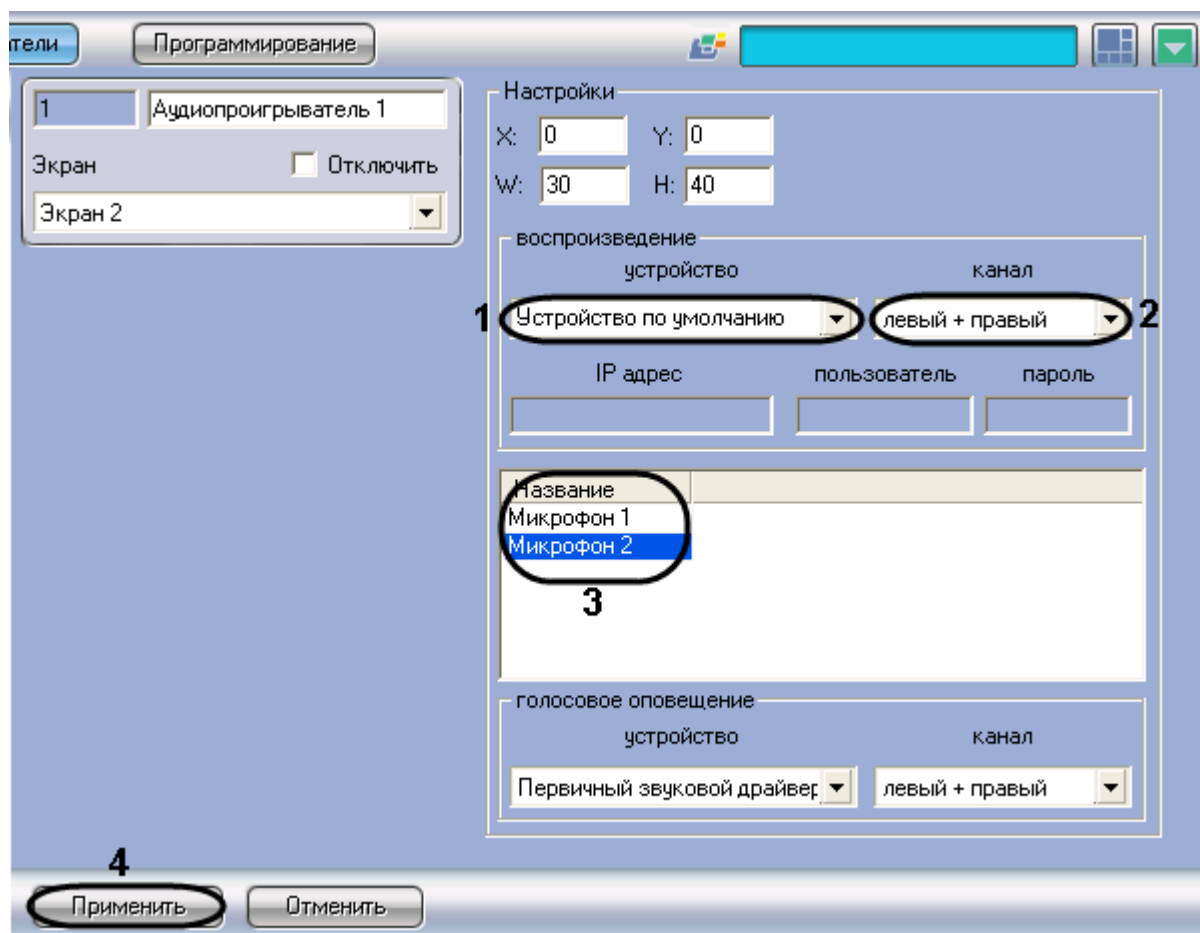 тели Программирование
1 Аудиопроигрыватель 1
Экран Отключить
Экран 2
Настройки
X: 0 Y: 0
W: 30 H: 40
воспроизведение
устройство канал
1 Устройство по умолчанию левый + правый 2
IP адрес пользователь пароль
Название
Микрофон 1
Микрофон 2
3
голосовое оповещение
устройство канал
Первичный звуковой драйвер левый + правый
4
Применить Отменить